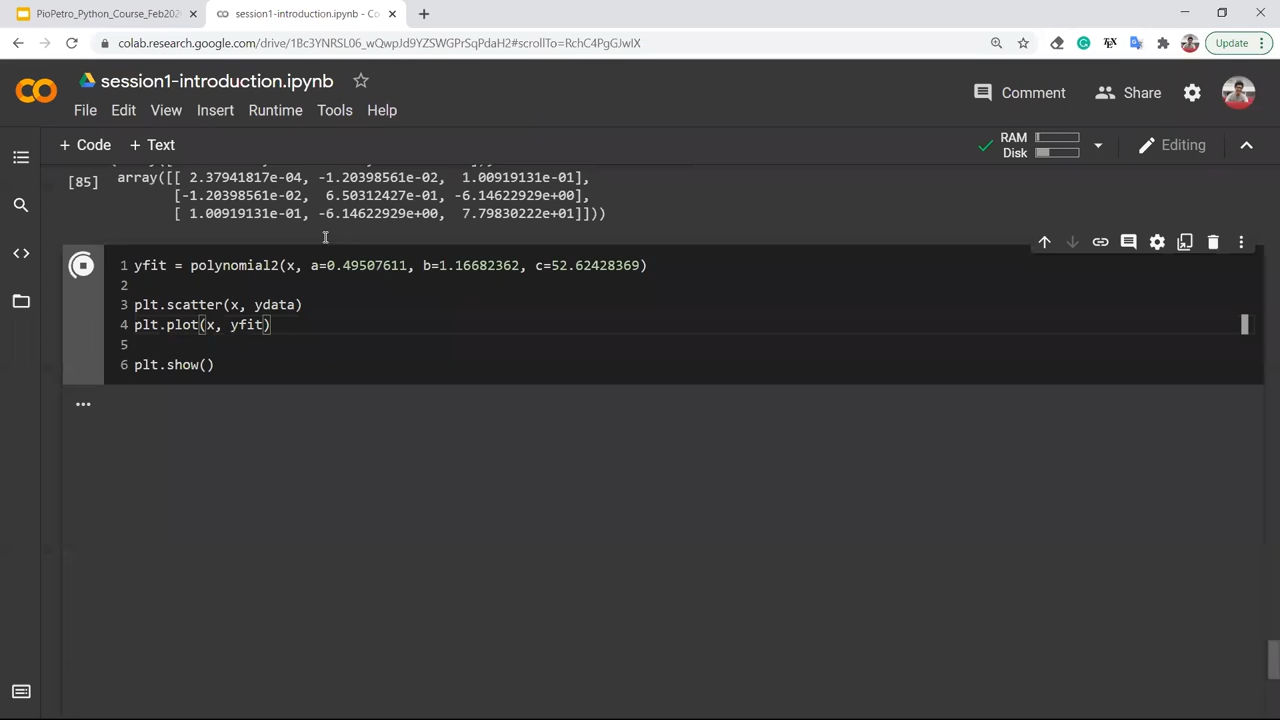 PioPetro_Python_Course_Feb202
session1-introduction.ipynb - Co
colab.research.google.com/drive/1Bc3YNRSL06_wQwpJd9YZSWGPrSqPdaH2#scrollTo=RchC4PgGJwIX
Update
session1-introduction.ipynb
Comment
Share
File Edit View Insert Runtime Tools Help
+ Code + Text
RAM
Disk
Editing
[85]
array([[ 2.37941817e-04, -1.20398561e-02, 1.00919131e-01],
[-1.20398561e-02, 6.50312427e-01, -6.14622929e+00],
[ 1.00919131e-01, -6.14622929e+00, 7.79830222e+01]]))
1 yfit = polynomial2(x, a=0.49507611, b=1.16682362, c=52.62428369)
2
3 plt.scatter(x, ydata)
4 plt.plot(x, yfit)
5
6 plt.show()
...